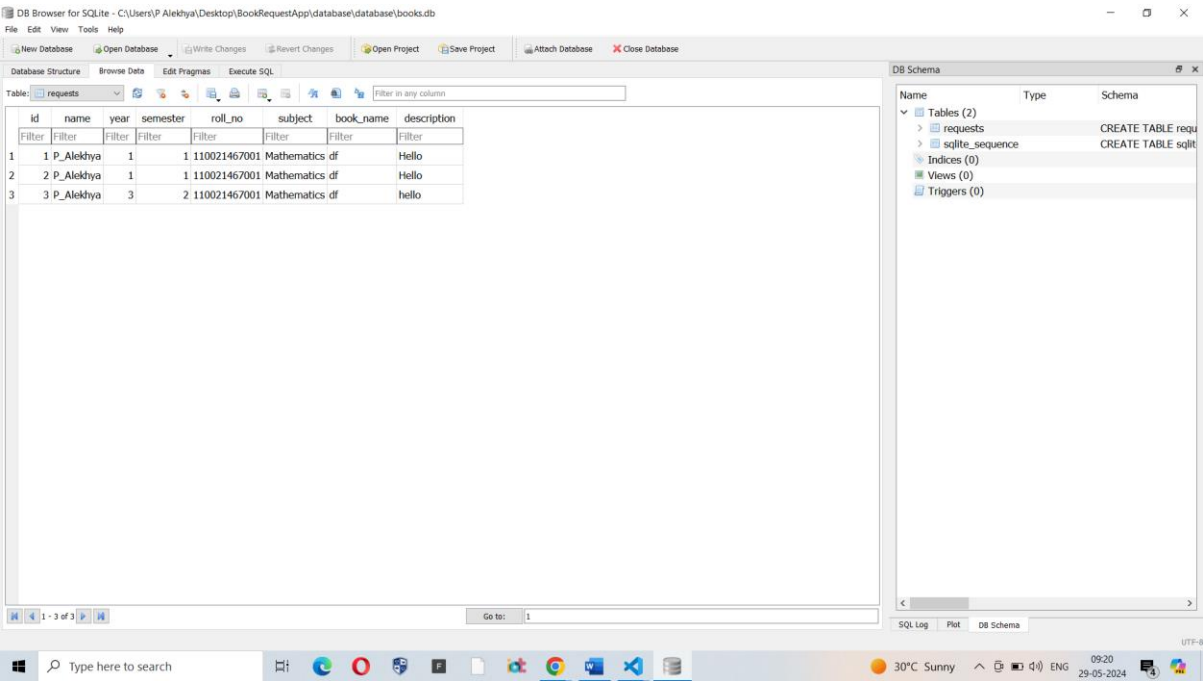 DB Browser for SQLite - C:\Users\P Alekhya\Desktop\BookRequestApp\database\database\books.db
File Edit View Tools Help
New Database Open Database Write Changes Revert Changes Open Project Save Project Attach Database Close Database
Database Structure Browse Data Edit Pragmas Execute SQL
Table: requests Filter in any column
id name year semester roll_no subject book_name description
Filter Filter Filter Filter Filter Filter Filter Filter
1 1 P_Alekhya 1 1 110021467001 Mathematics df Hello
2 2 P_Alekhya 1 1 110021467001 Mathematics df Hello
3 3 P_Alekhya 3 2 110021467001 Mathematics df hello
1 - 3 of 3 Go to: 1
DB Schema
Name Type Schema
Tables (2)
requests CREATE TABLE requ
sqlite_sequence CREATE TABLE sqlit
Indices (0)
Views (0)
Triggers (0)
SQL Log Plot DB Schema
UTF-8
Type here to search
F
30°C Sunny ENG 09:20
29-05-2024
4